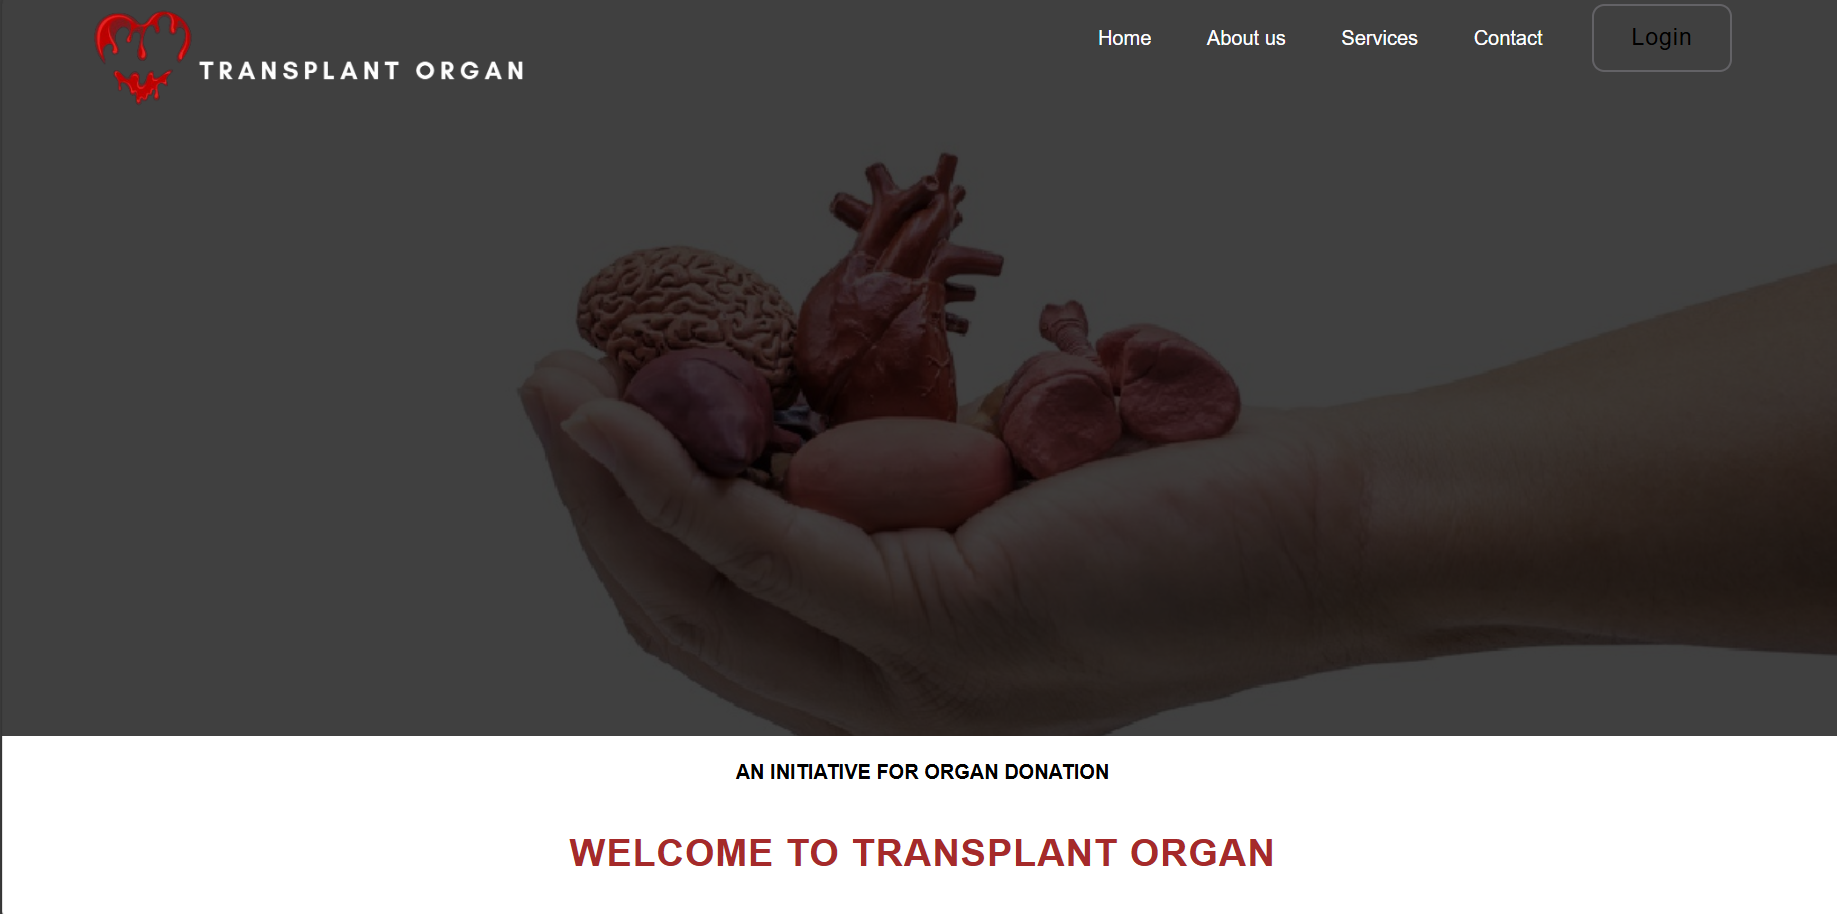 TRANSPLANT ORGAN
Home
About us
Services
Contact
Login
AN INITIATIVE FOR ORGAN DONATION
WELCOME TO TRANSPLANT ORGAN